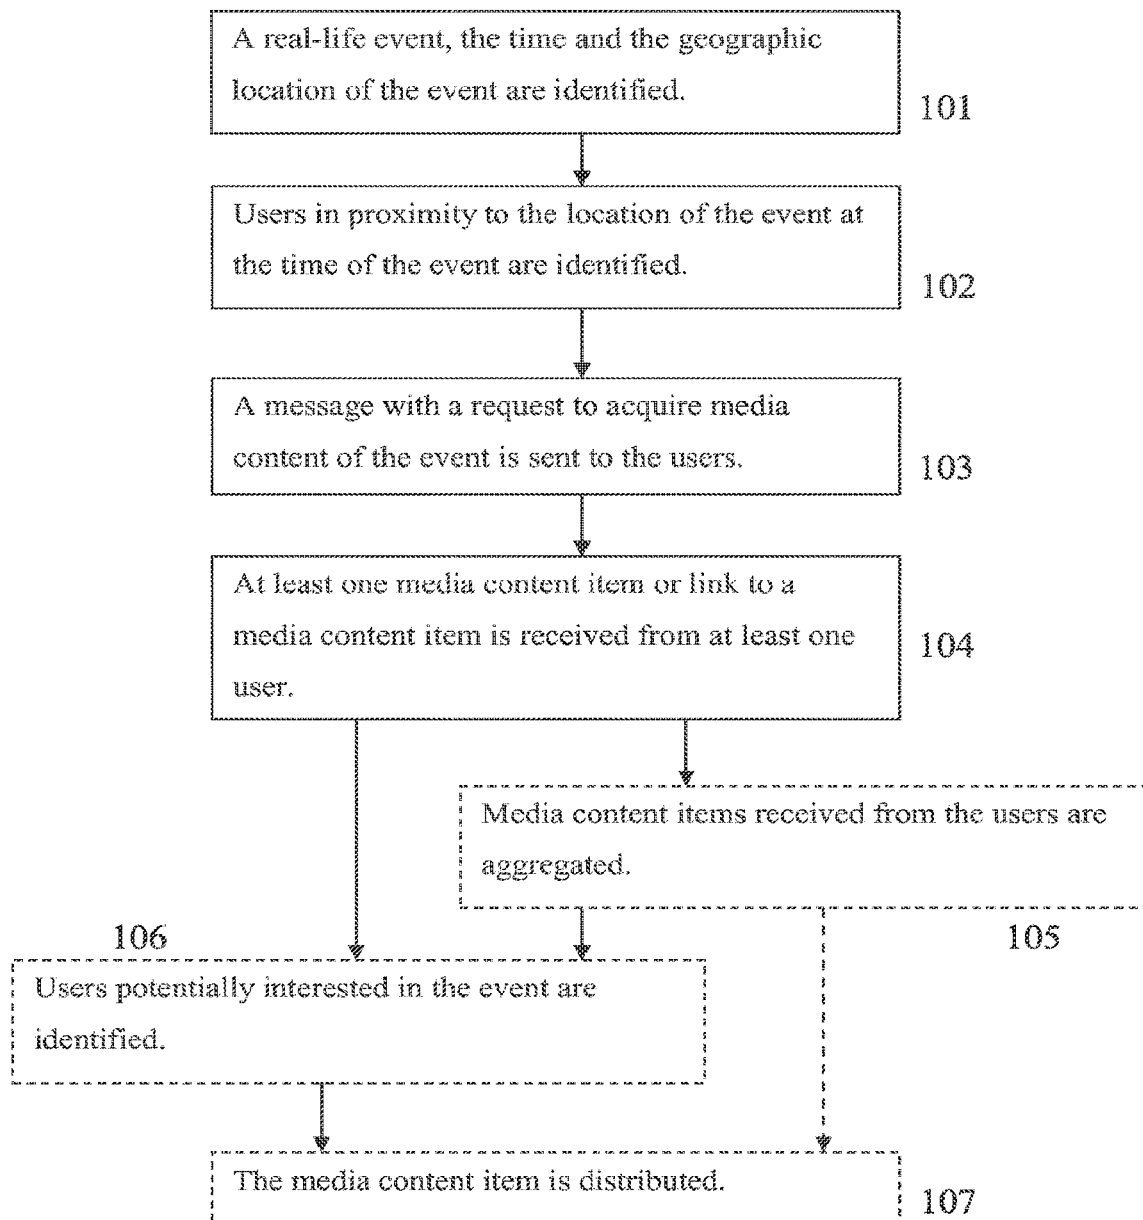 A real-life event, the time and the geographic
location of the event are identified.
101
Users in proximity to the location of the event at
the time of the event are identified.
102
A message with a request to acquire media
content of the event is sent to the users.
103
At least one media content item or link to a
media content item is received from at least one
user.
104
Media content items received from the users are
aggregated.
105
106
Users potentially interested in the event are
identified.
The media content item is distributed.
107